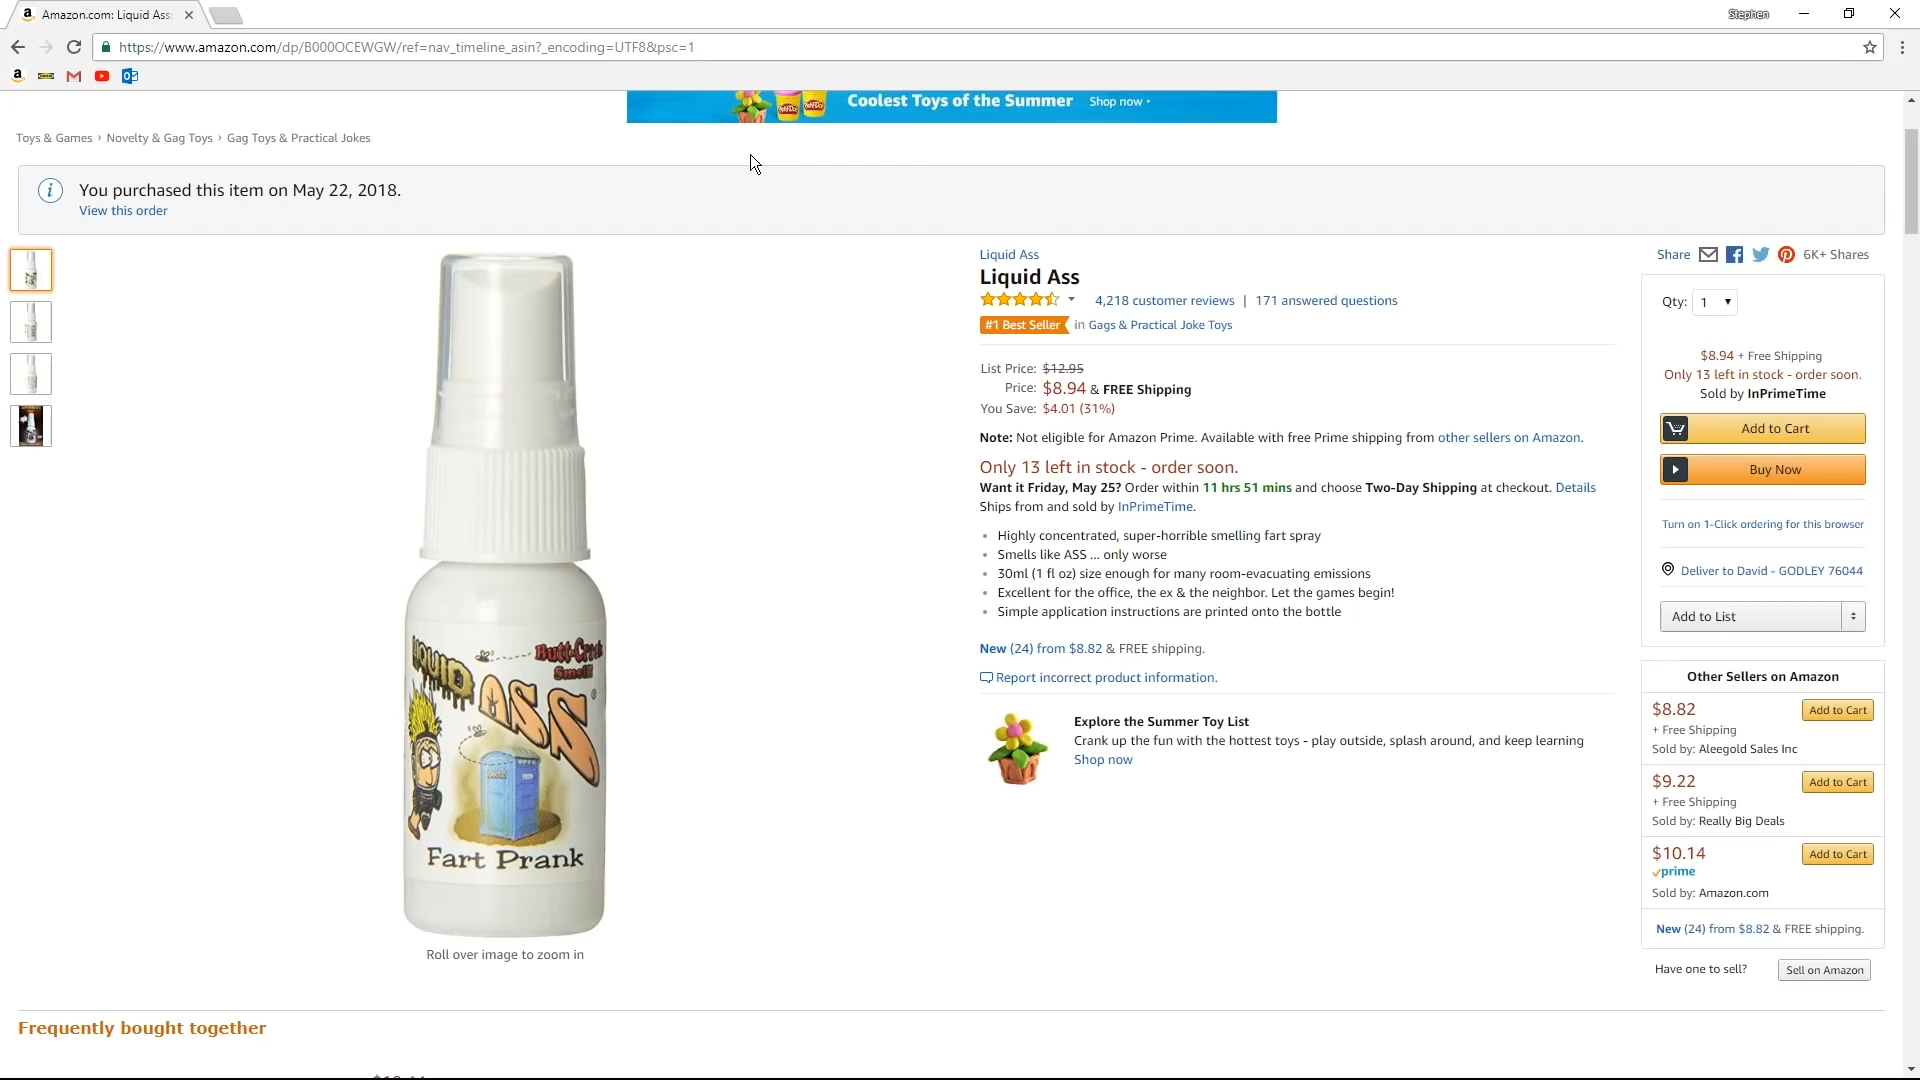 Amazon.com: Liquid Ass:
Stephen
https://www.amazon.com/dp/B000OCEWGW/ref=nav_timeline_asin?_encoding=UTF8&psc=1
Coolest Toys of the Summer Shop now ›
Toys & Games › Novelty & Gag Toys › Gag Toys & Practical Jokes
You purchased this item on May 22, 2018.
View this order
LIQUID
Butt-Crack
Smell!
ASS
Fart Prank
Roll over image to zoom in
Liquid Ass
Liquid Ass
4,218 customer reviews | 171 answered questions
#1 Best Seller in Gags & Practical Joke Toys
List Price: $12.95
Price: $8.94 & FREE Shipping
You Save: $4.01 (31%)
Note: Not eligible for Amazon Prime. Available with free Prime shipping from other sellers on Amazon.
Only 13 left in stock - order soon.
Want it Friday, May 25? Order within 11 hrs 51 mins and choose Two-Day Shipping at checkout. Details
Ships from and sold by InPrimeTime.
Highly concentrated, super-horrible smelling fart spray
Smells like ASS ... only worse
30ml (1 fl oz) size enough for many room-evacuating emissions
Excellent for the office, the ex & the neighbor. Let the games begin!
Simple application instructions are printed onto the bottle
New (24) from $8.82 & FREE shipping.
Report incorrect product information.
Explore the Summer Toy List
Crank up the fun with the hottest toys - play outside, splash around, and keep learning
Shop now
Share 6K+ Shares
Qty: 1
$8.94 + Free Shipping
Only 13 left in stock - order soon.
Sold by InPrimeTime
Add to Cart
Buy Now
Turn on 1-Click ordering for this browser
Deliver to David - GODLEY 76044
Add to List
Other Sellers on Amazon
$8.82 Add to Cart
+ Free Shipping
Sold by: Aleegold Sales Inc
$9.22 Add to Cart
+ Free Shipping
Sold by: Really Big Deals
$10.14 Add to Cart
prime
Sold by: Amazon.com
New (24) from $8.82 & FREE shipping.
Have one to sell? Sell on Amazon
Frequently bought together